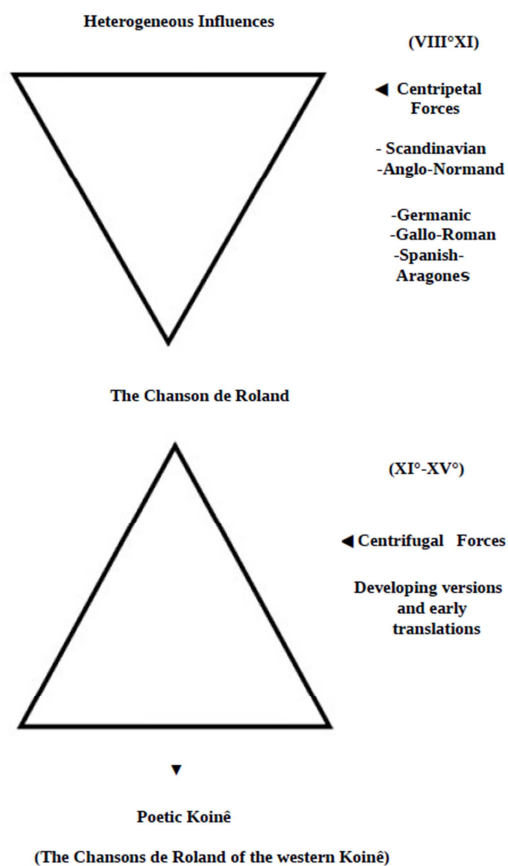 Heterogeneous Influences
(VIII°XI)
◄ Centripetal
Forces
- Scandinavian
-Anglo-Normand
-Germanic
-Gallo-Roman
-Spanish-
Aragones
The Chanson de Roland
(XI°-XV°)
◄ Centrifugal Forces
Developing versions
and early
translations
▼
Poetic Koinê
(The Chansons de Roland of the western Koinê)